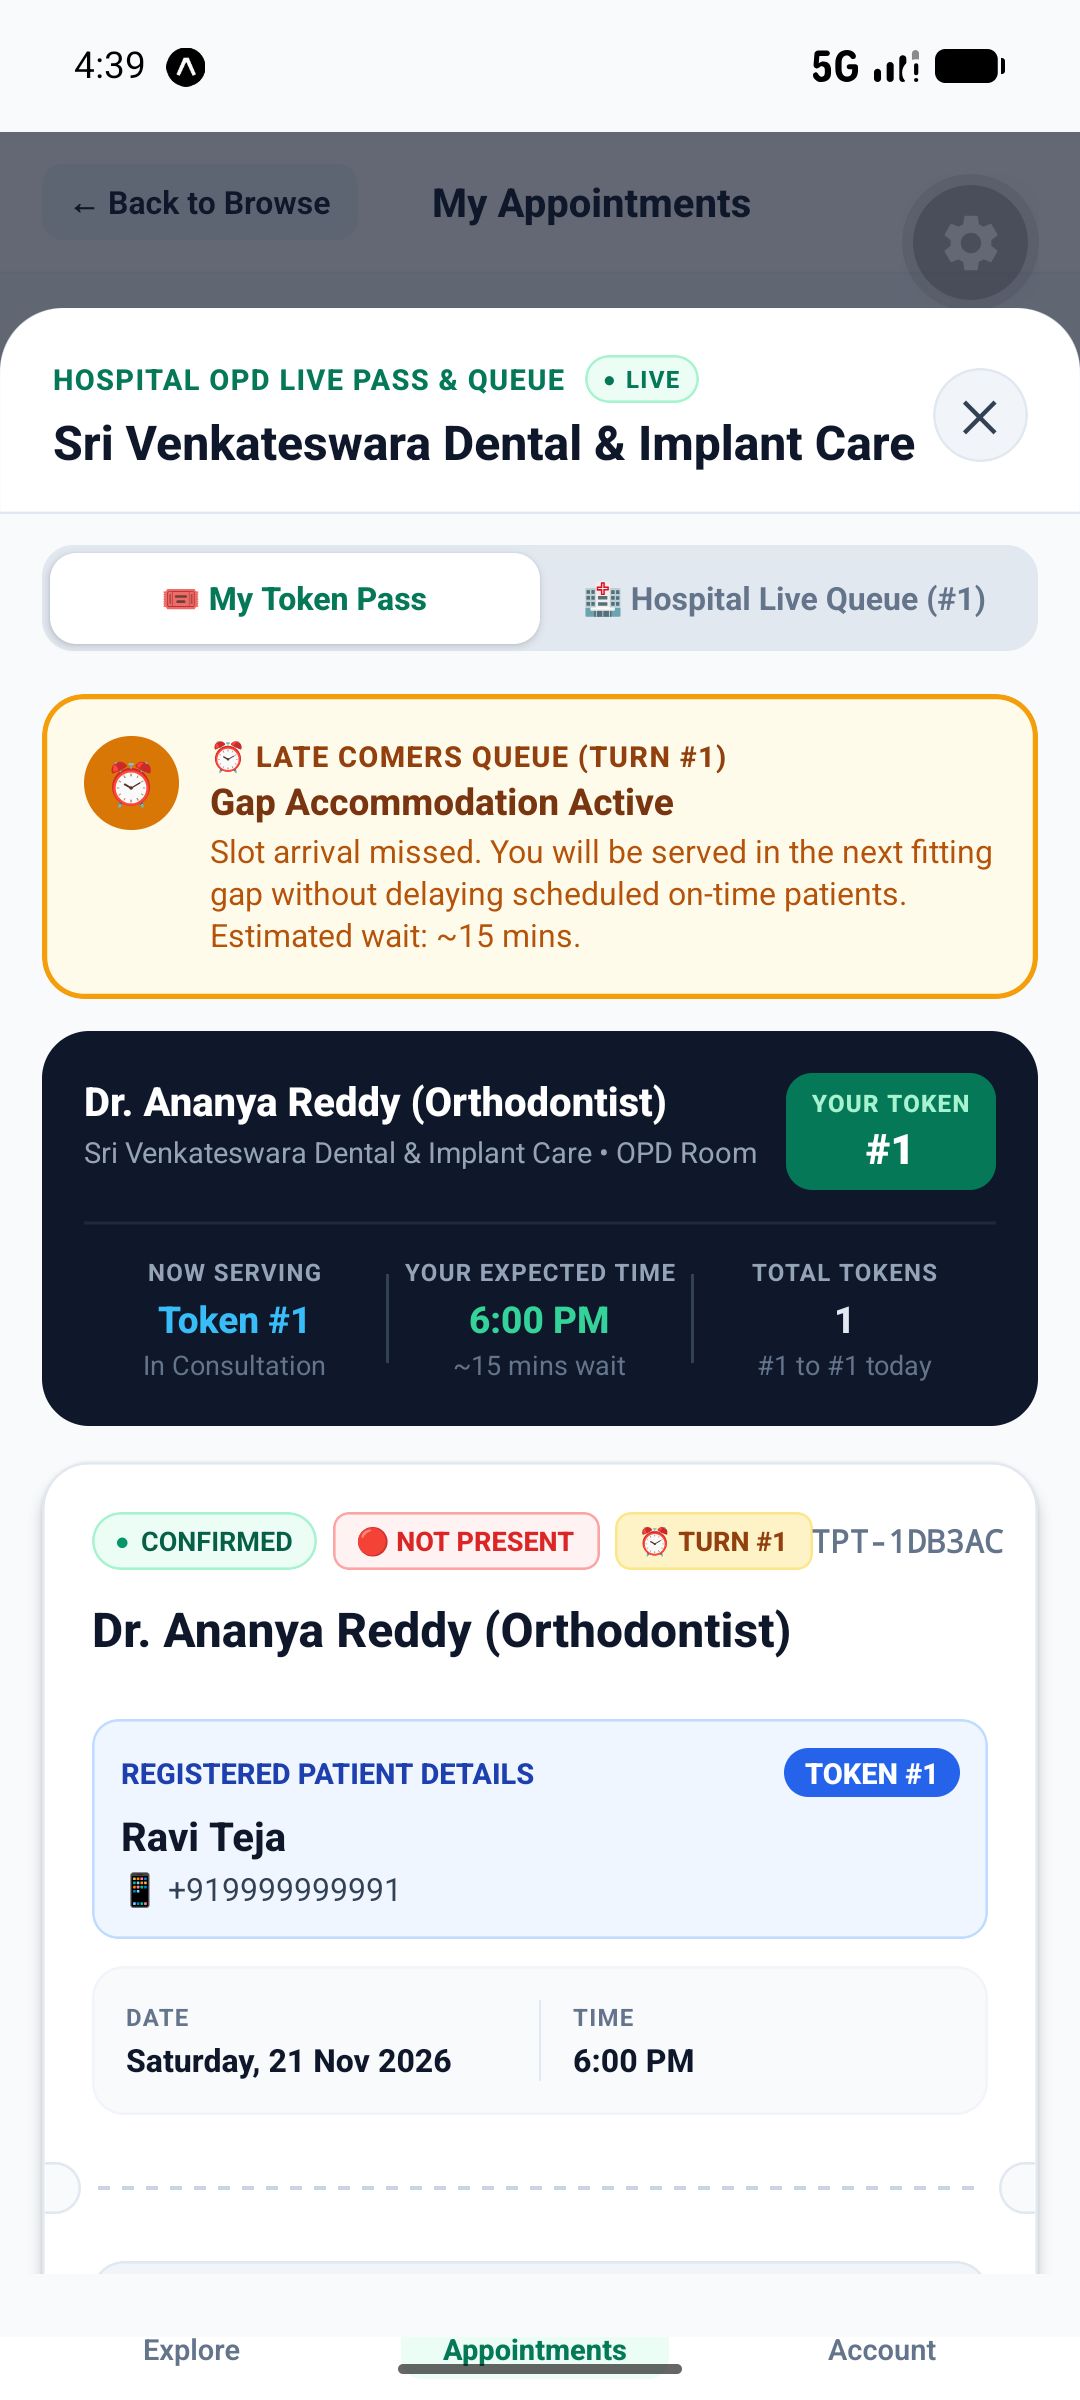 4:39
5G
← Back to Browse
My Appointments
HOSPITAL OPD LIVE PASS & QUEUE
• LIVE
Sri Venkateswara Dental & Implant Care
🎟️ My Token Pass
🏥 Hospital Live Queue (#1)
⏰ LATE COMERS QUEUE (TURN #1)
Gap Accommodation Active
Slot arrival missed. You will be served in the next fitting
gap without delaying scheduled on-time patients.
Estimated wait: ~15 mins.
Dr. Ananya Reddy (Orthodontist)
Sri Venkateswara Dental & Implant Care • OPD Room
YOUR TOKEN
#1
NOW SERVING
Token #1
In Consultation
YOUR EXPECTED TIME
6:00 PM
~15 mins wait
TOTAL TOKENS
1
#1 to #1 today
• CONFIRMED
🔴 NOT PRESENT
⏰ TURN #1
TPT-1DB3AC
Dr. Ananya Reddy (Orthodontist)
REGISTERED PATIENT DETAILS
TOKEN #1
Ravi Teja
📱 +919999999991
DATE
Saturday, 21 Nov 2026
TIME
6:00 PM
Explore
Appointments
Account